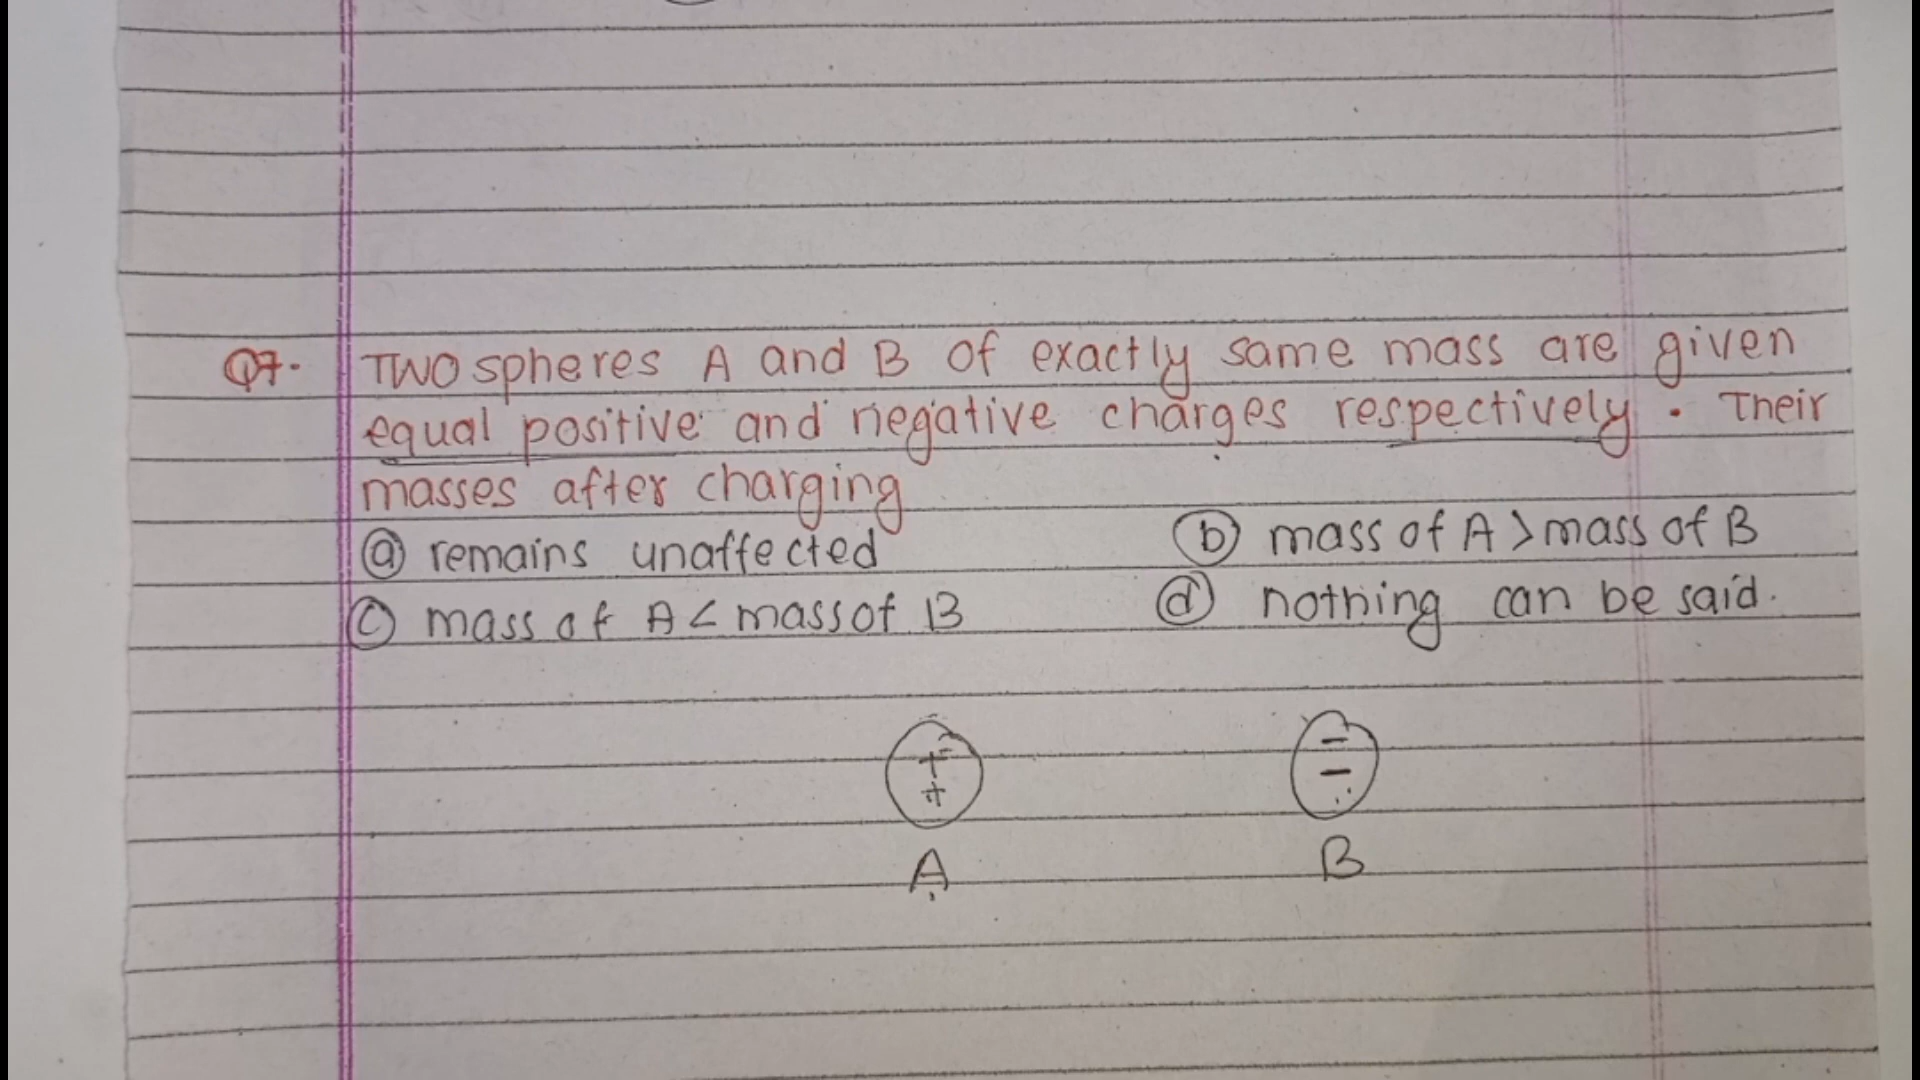 Q7. Two spheres A and B of exactly same mass are given
equal positive and negative charges respectively. Their
masses after charging
(a) remains unaffected (b) mass of A > mass of B
(c) mass of A < mass of B (d) nothing can be said.
+ −
+ −
A B